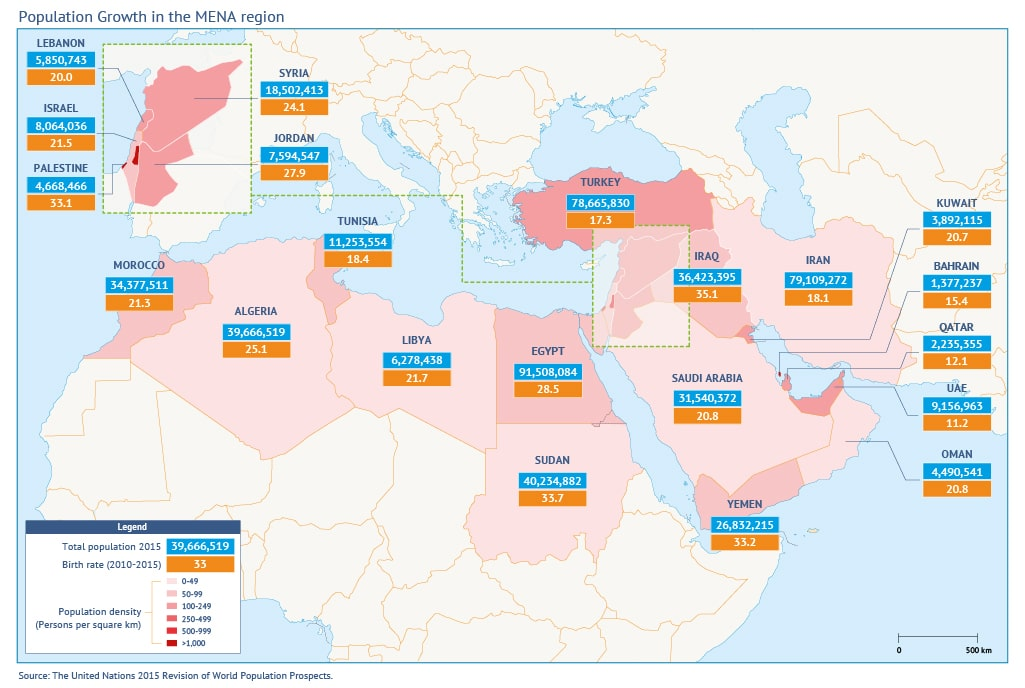 Population Growth in the MENA region
LEBANON
5,850,743
20.0
ISRAEL
8,064,036
21.5
PALESTINE
4,668,466
33.1
SYRIA
18,502,413
24.1
JORDAN
7,594,547
27.9
TUNISIA
11,253,554
18.4
MOROCCO
34,377,511
21.3
ALGERIA
39,666,519
25.1
LIBYA
6,278,438
21.7
EGYPT
91,508,084
28.5
SUDAN
40,234,882
33.7
TURKEY
78,665,830
17.3
IRAQ
36,423,395
35.1
IRAN
79,109,272
18.1
SAUDI ARABIA
31,540,372
20.8
YEMEN
26,832,215
33.2
KUWAIT
3,892,115
20.7
BAHRAIN
1,377,237
15.4
QATAR
2,235,355
12.1
UAE
9,156,963
11.2
OMAN
4,490,541
20.8
Legend
Total population 2015 39,666,519
Birth rate (2010-2015) 33
Population density
(Persons per square km)
0-49
50-99
100-249
250-499
500-999
>1,000
0 500 km
Source: The United Nations 2015 Revision of World Population Prospects.